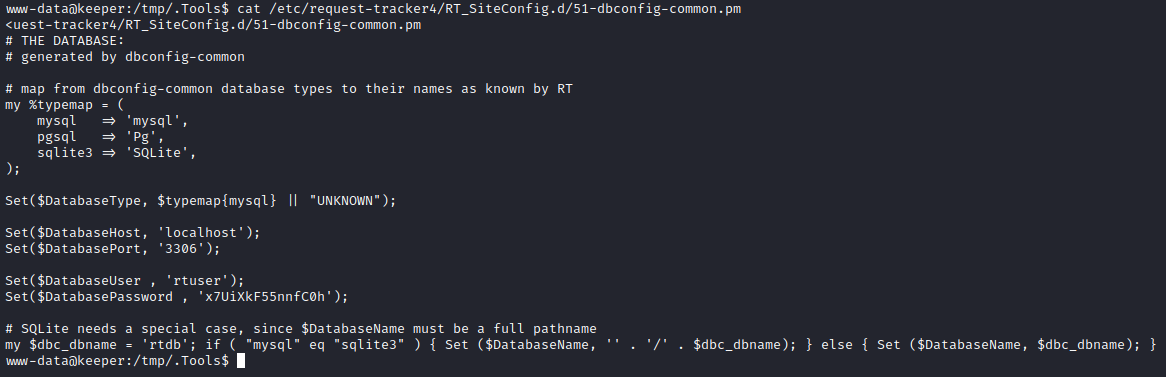 www-data@keeper:/tmp/.Tools$ cat /etc/request-tracker4/RT_SiteConfig.d/51-dbconfig-common.pm
<uest-tracker4/RT_SiteConfig.d/51-dbconfig-common.pm
# THE DATABASE:
# generated by dbconfig-common
# map from dbconfig-common database types to their names as known by RT
my %typemap = (
    mysql   => 'mysql',
    pgsql   => 'Pg',
    sqlite3 => 'SQLite',
);
Set($DatabaseType, $typemap{mysql} || "UNKNOWN");
Set($DatabaseHost, 'localhost');
Set($DatabasePort, '3306');
Set($DatabaseUser , 'rtuser');
Set($DatabasePassword , 'x7UiXkF55nnfC0h');
# SQLite needs a special case, since $DatabaseName must be a full pathname
my $dbc_dbname = 'rtdb'; if ( "mysql" eq "sqlite3" ) { Set ($DatabaseName, '' . '/' . $dbc_dbname); } else { Set ($DatabaseName, $dbc_dbname); }
www-data@keeper:/tmp/.Tools$